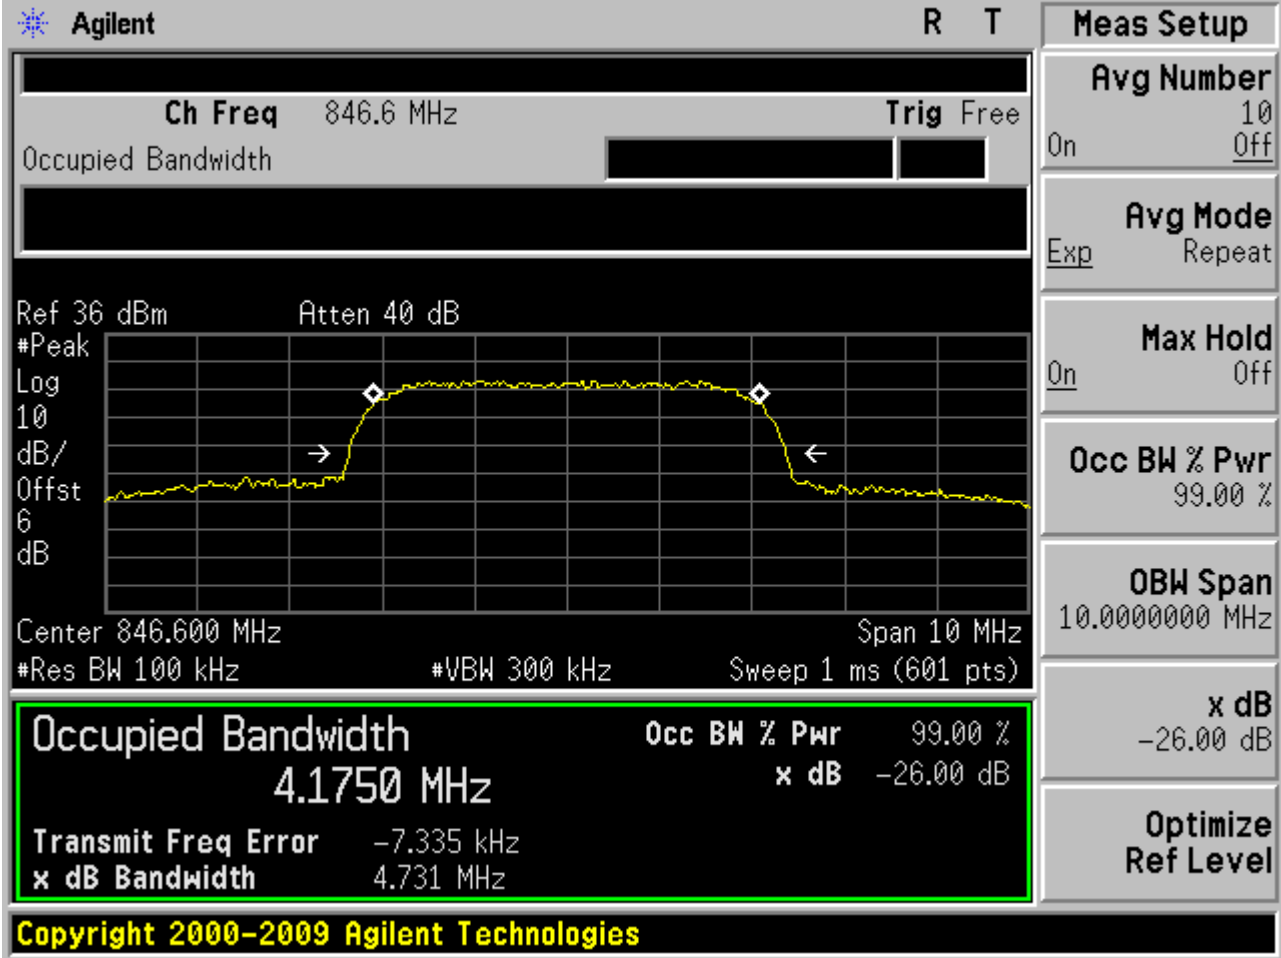 Agilent R T Meas Setup
Ch Freq 846.6 MHz Trig Free
Occupied Bandwidth
Avg Number
10
On Off
Avg Mode
Exp Repeat
Max Hold
On Off
Occ BW % Pwr
99.00 %
OBW Span
10.0000000 MHz
x dB
-26.00 dB
Optimize
Ref Level
Ref 36 dBm Atten 40 dB
#Peak
Log
10
dB/
Offst
6
dB
Center 846.600 MHz Span 10 MHz
#Res BW 100 kHz #VBW 300 kHz Sweep 1 ms (601 pts)
Occupied Bandwidth Occ BW % Pwr 99.00 %
4.1750 MHz x dB -26.00 dB
Transmit Freq Error -7.335 kHz
x dB Bandwidth 4.731 MHz
Copyright 2000-2009 Agilent Technologies